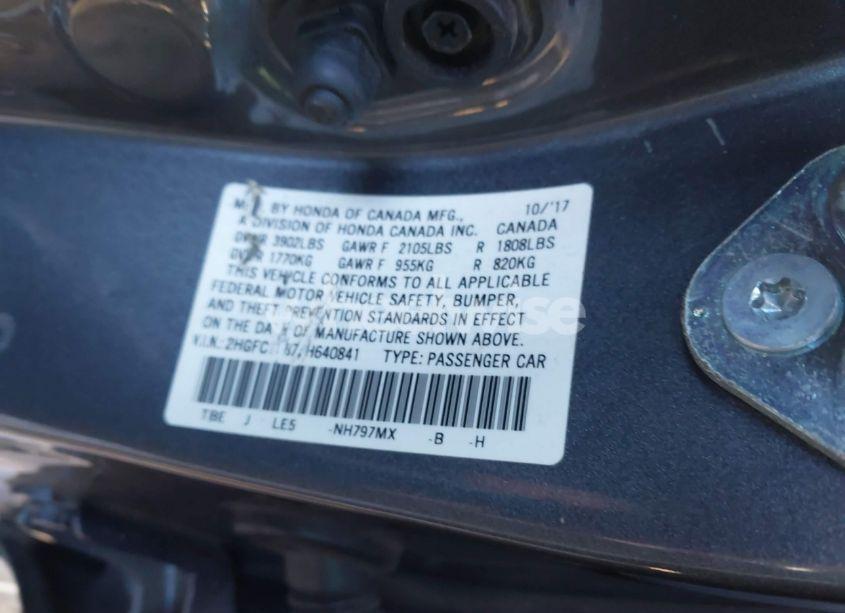 BY HONDA OF CANADA MFG., 10/'17
A DIVISION OF HONDA CANADA INC. CANADA
3902LBS GAWR F 2105LBS R 1808LBS
1770KG GAWR F 955KG R 820KG
THIS VEHICLE CONFORMS TO ALL APPLICABLE
FEDERAL MOTOR VEHICLE SAFETY, BUMPER,
AND THEFT PREVENTION STANDARDS IN EFFECT
ON THE DATE OF MANUFACTURE SHOWN ABOVE.
V.I.N.: H640841 TYPE: PASSENGER CAR
TBE J LE5 -NH797MX -B -H